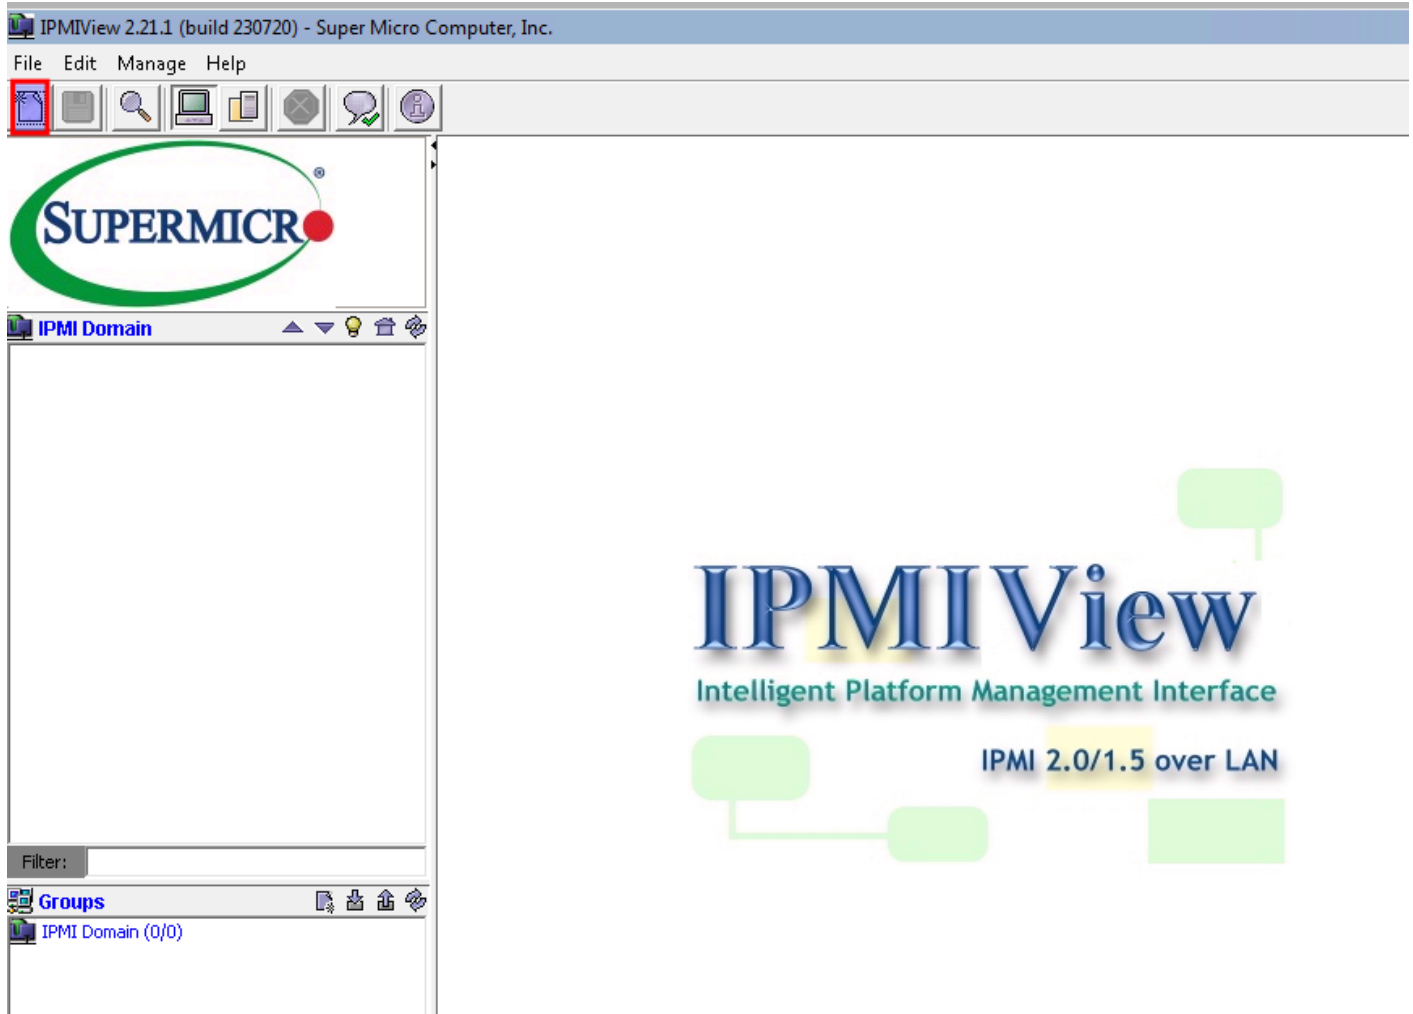 IPMIView 2.21.1 (build 230720) - Super Micro Computer, Inc.
File Edit Manage Help
SUPERMICR
®
IPMI Domain
Filter:
Groups
IPMI Domain (0/0)
IPMIView
Intelligent Platform Management Interface
IPMI 2.0/1.5 over LAN